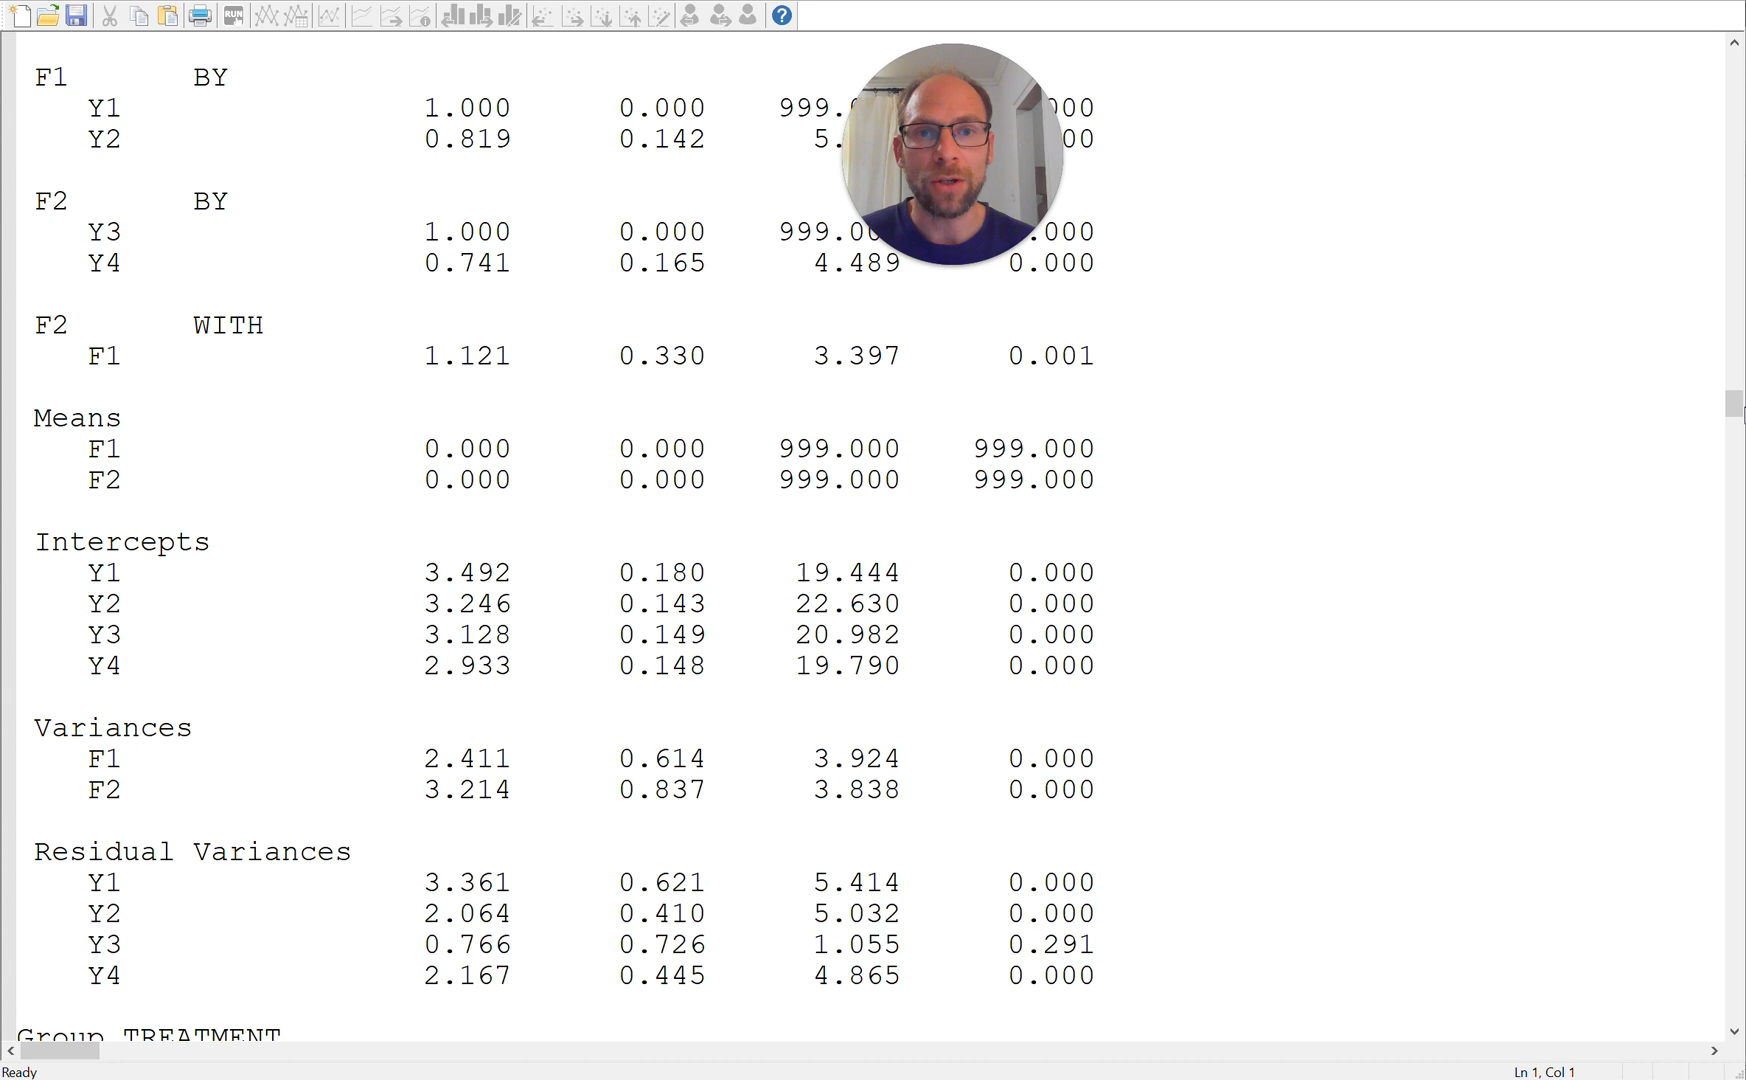 RUN ?
F1 BY
Y1 1.000 0.000 999. 00
Y2 0.819 0.142 5. 00
F2 BY
Y3 1.000 0.000 999.00 .000
Y4 0.741 0.165 4.489 0.000
F2 WITH
F1 1.121 0.330 3.397 0.001
Means
F1 0.000 0.000 999.000 999.000
F2 0.000 0.000 999.000 999.000
Intercepts
Y1 3.492 0.180 19.444 0.000
Y2 3.246 0.143 22.630 0.000
Y3 3.128 0.149 20.982 0.000
Y4 2.933 0.148 19.790 0.000
Variances
F1 2.411 0.614 3.924 0.000
F2 3.214 0.837 3.838 0.000
Residual Variances
Y1 3.361 0.621 5.414 0.000
Y2 2.064 0.410 5.032 0.000
Y3 0.766 0.726 1.055 0.291
Y4 2.167 0.445 4.865 0.000
Group TREATMENT
Ready Ln 1, Col 1